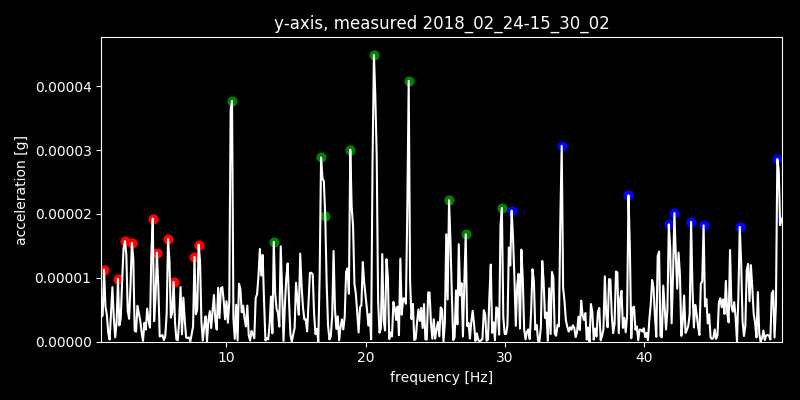 y-axis, measured 2018_02_24-15_30_02
acceleration [g]
0.00004
0.00003
0.00002
0.00001
0.00000
10 20 30 40
frequency [Hz]